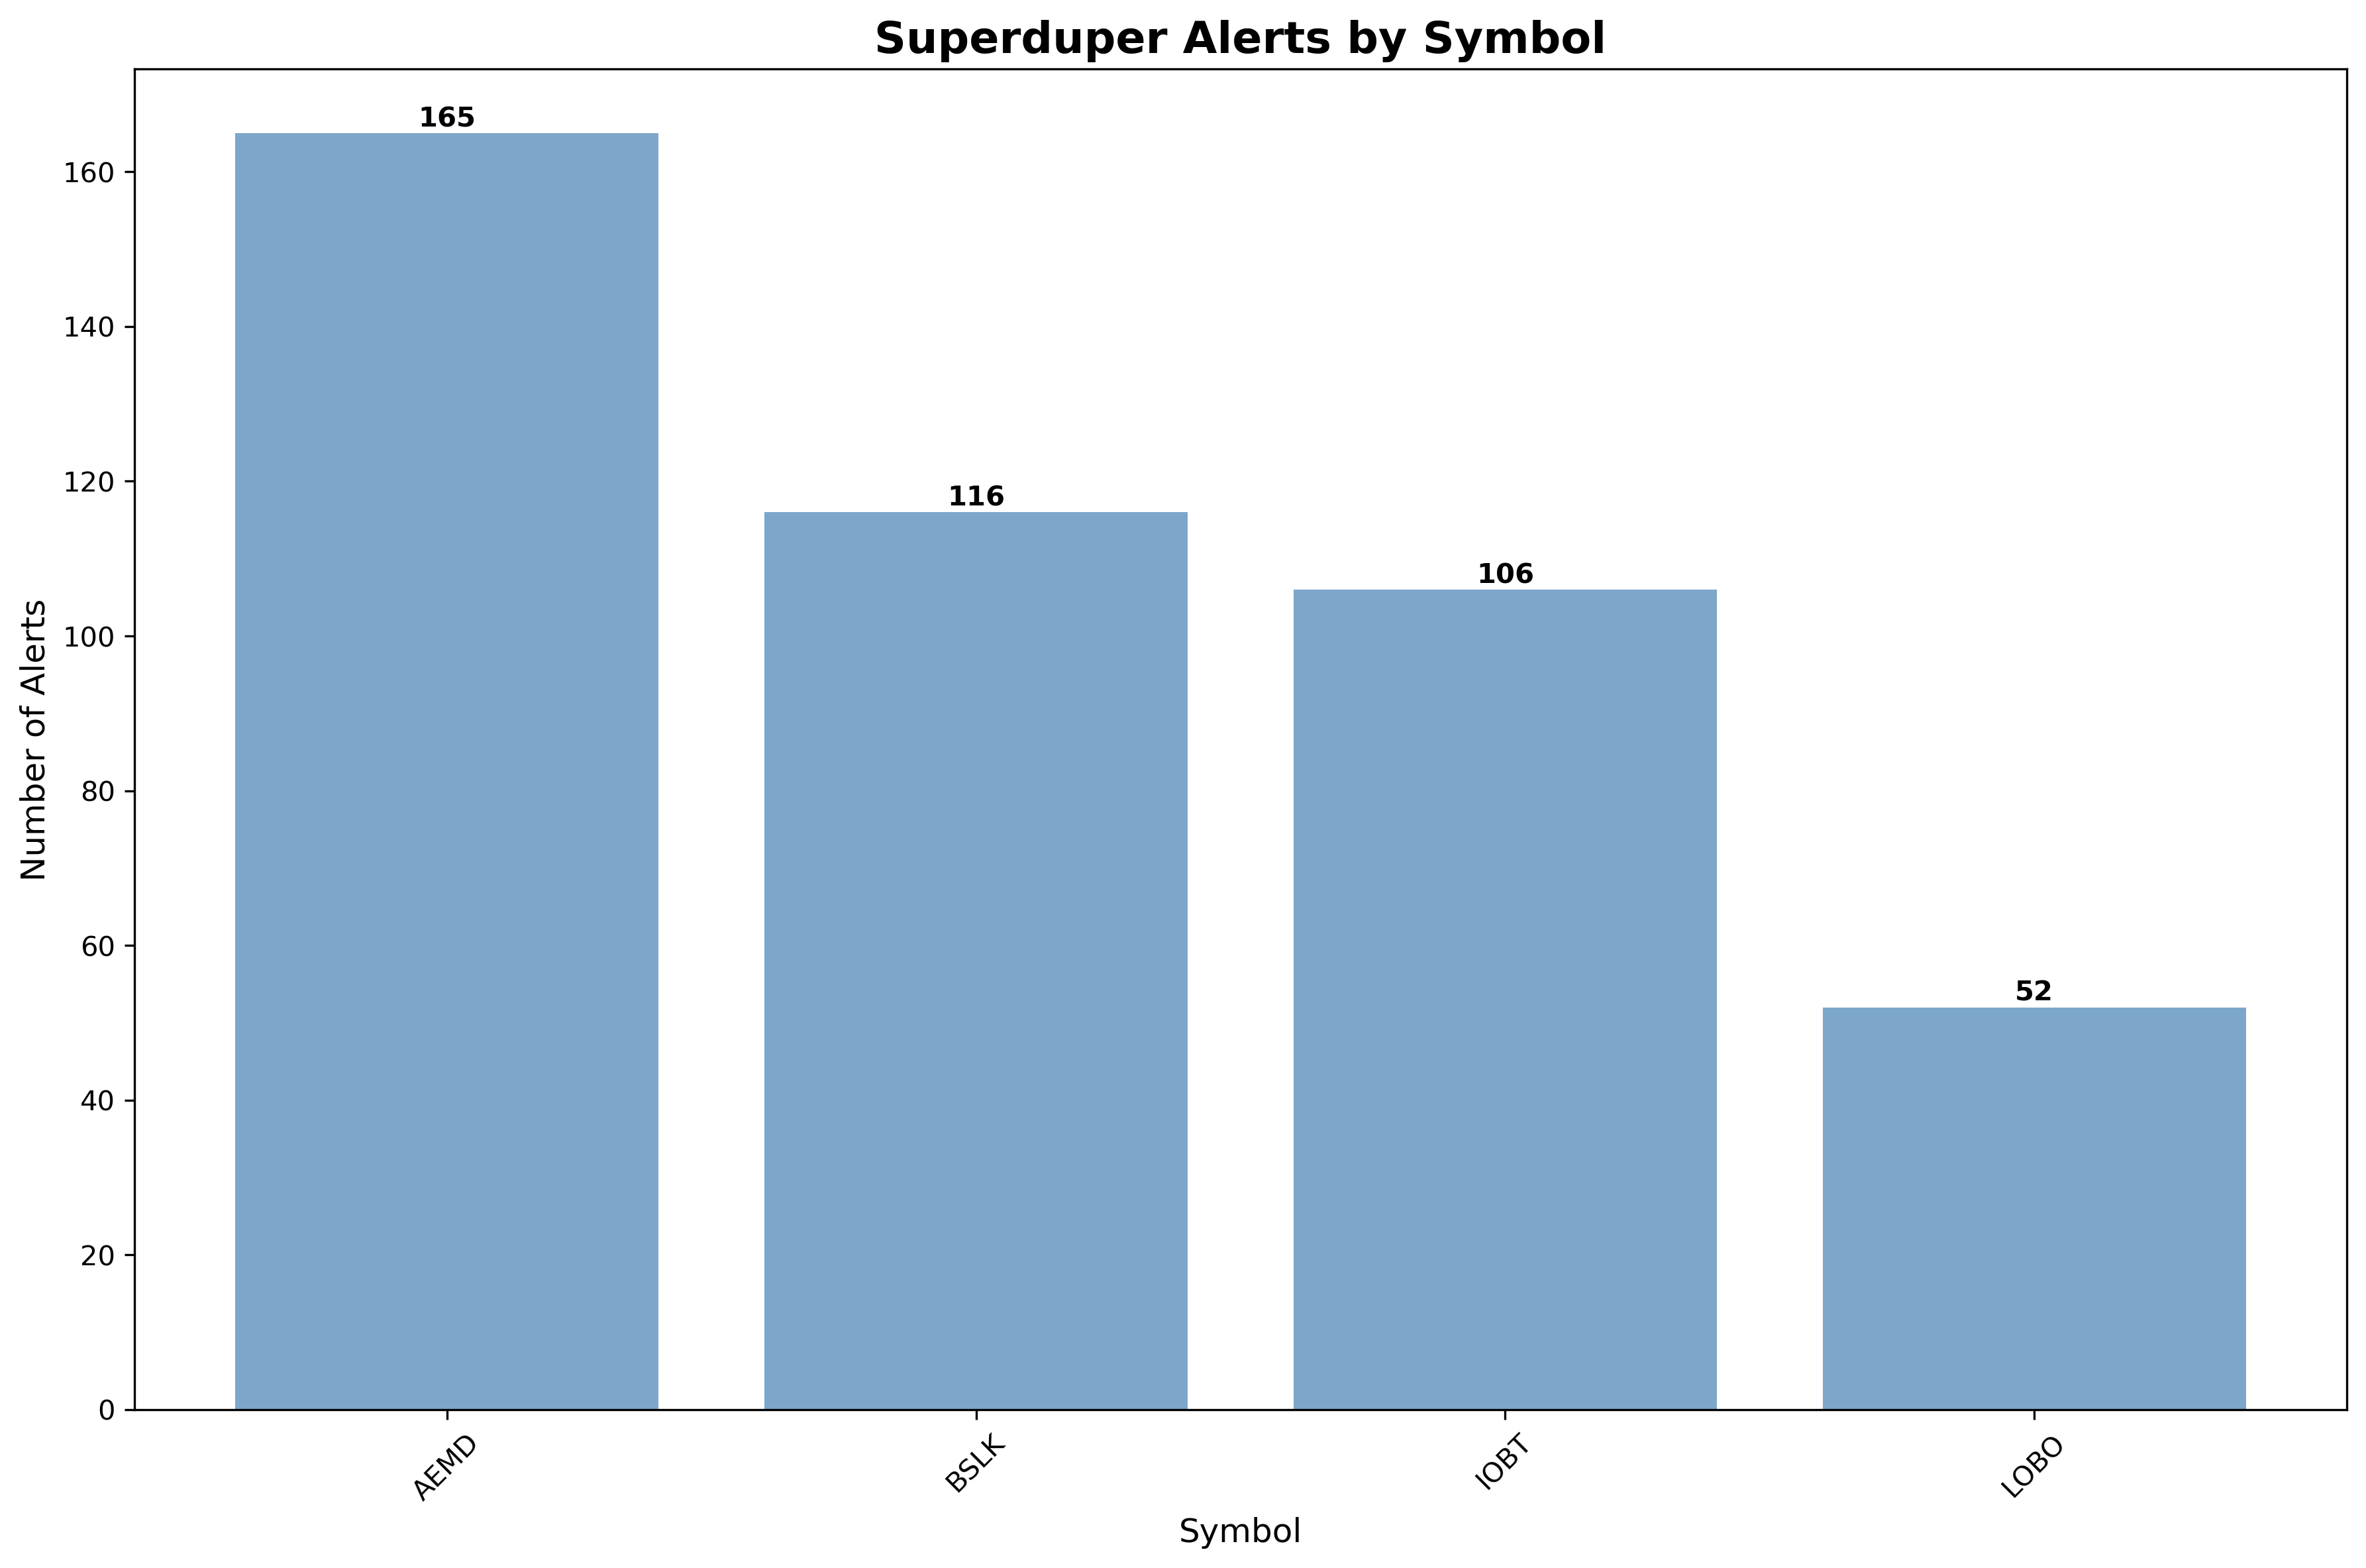 Superduper Alerts by Symbol
165
160
140
120
116
106
100
80
60
52
40
20
0
Number of Alerts
AEMD
BSLK
IOBT
LOBO
Symbol